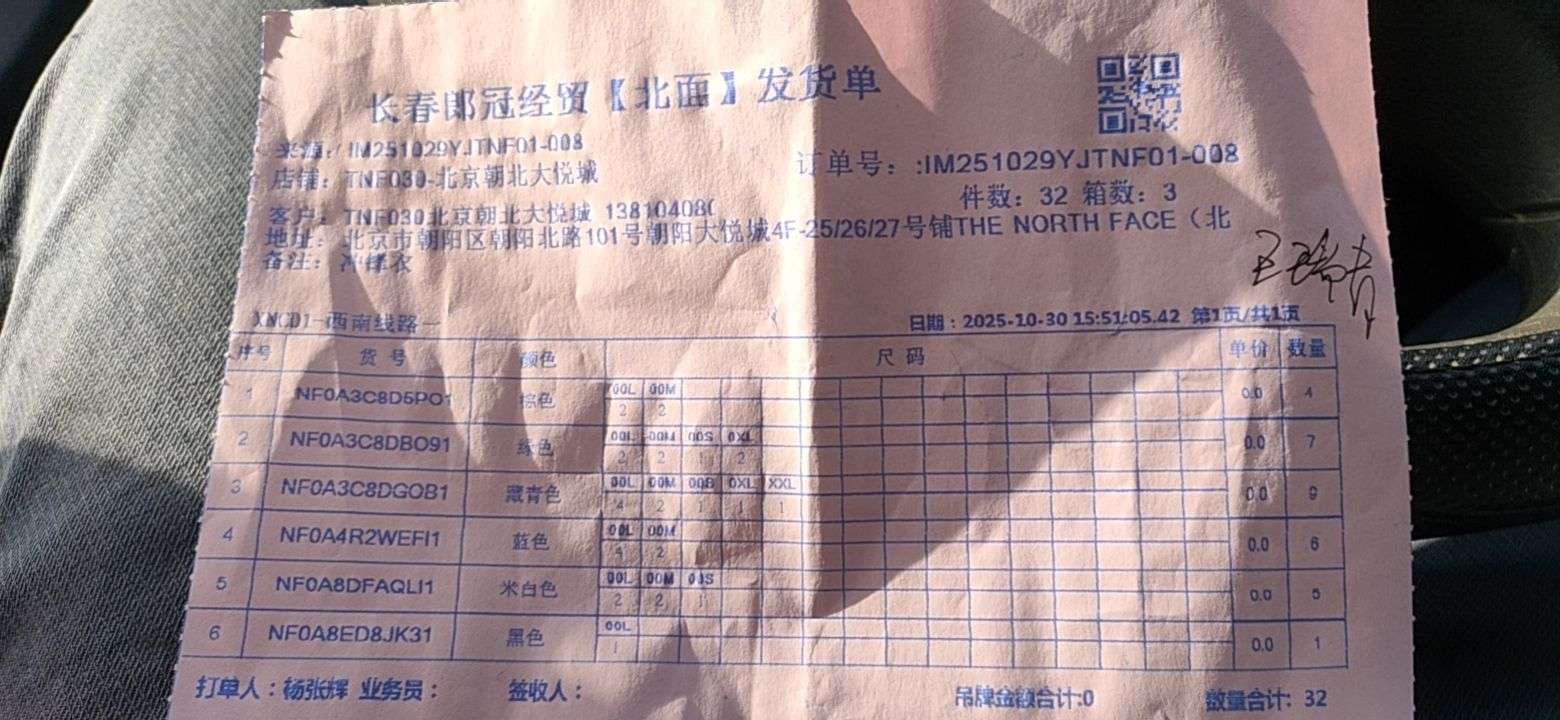 长春郎冠经贸【北面】发货单
来源: IM251029YJTNF01-008
订单号: :IM251029YJTNF01-008
店铺: TNF030-北京朝北大悦城
件数: 32 箱数: 3
客户: TNF030北京朝北大悦城 138104080
地址: 北京市朝阳区朝阳北路101号朝阳大悦城4F-25/26/27号铺THE NORTH FACE（北
备注: 冲锋衣
XMCD1-西南线路一
日期：2025-10-30 15:51:05.42 第1页/共1页
序号 货号 颜色 尺码 单价 数量
1 NF0A3C8D5PO1 棕色 00L 00M 0.0 4
2 2
2 NF0A3C8DBO91 绿色 00L 00M 00S 0XL 0.0 7
2 2 1 2
3 NF0A3C8DGOB1 藏青色 00L 00M 00S 0XL XXL 0.0 9
4 2 1 1 1
4 NF0A4R2WEFI1 蓝色 00L 00M 0.0 6
4 2
5 NF0A8DFAQLI1 米白色 00L 00M 00S 0.0 5
2 2 1
6 NF0A8ED8JK31 黑色 00L 0.0 1
1
打单人：杨张辉 业务员： 签收人： 吊牌金额合计:0 数量合计: 32